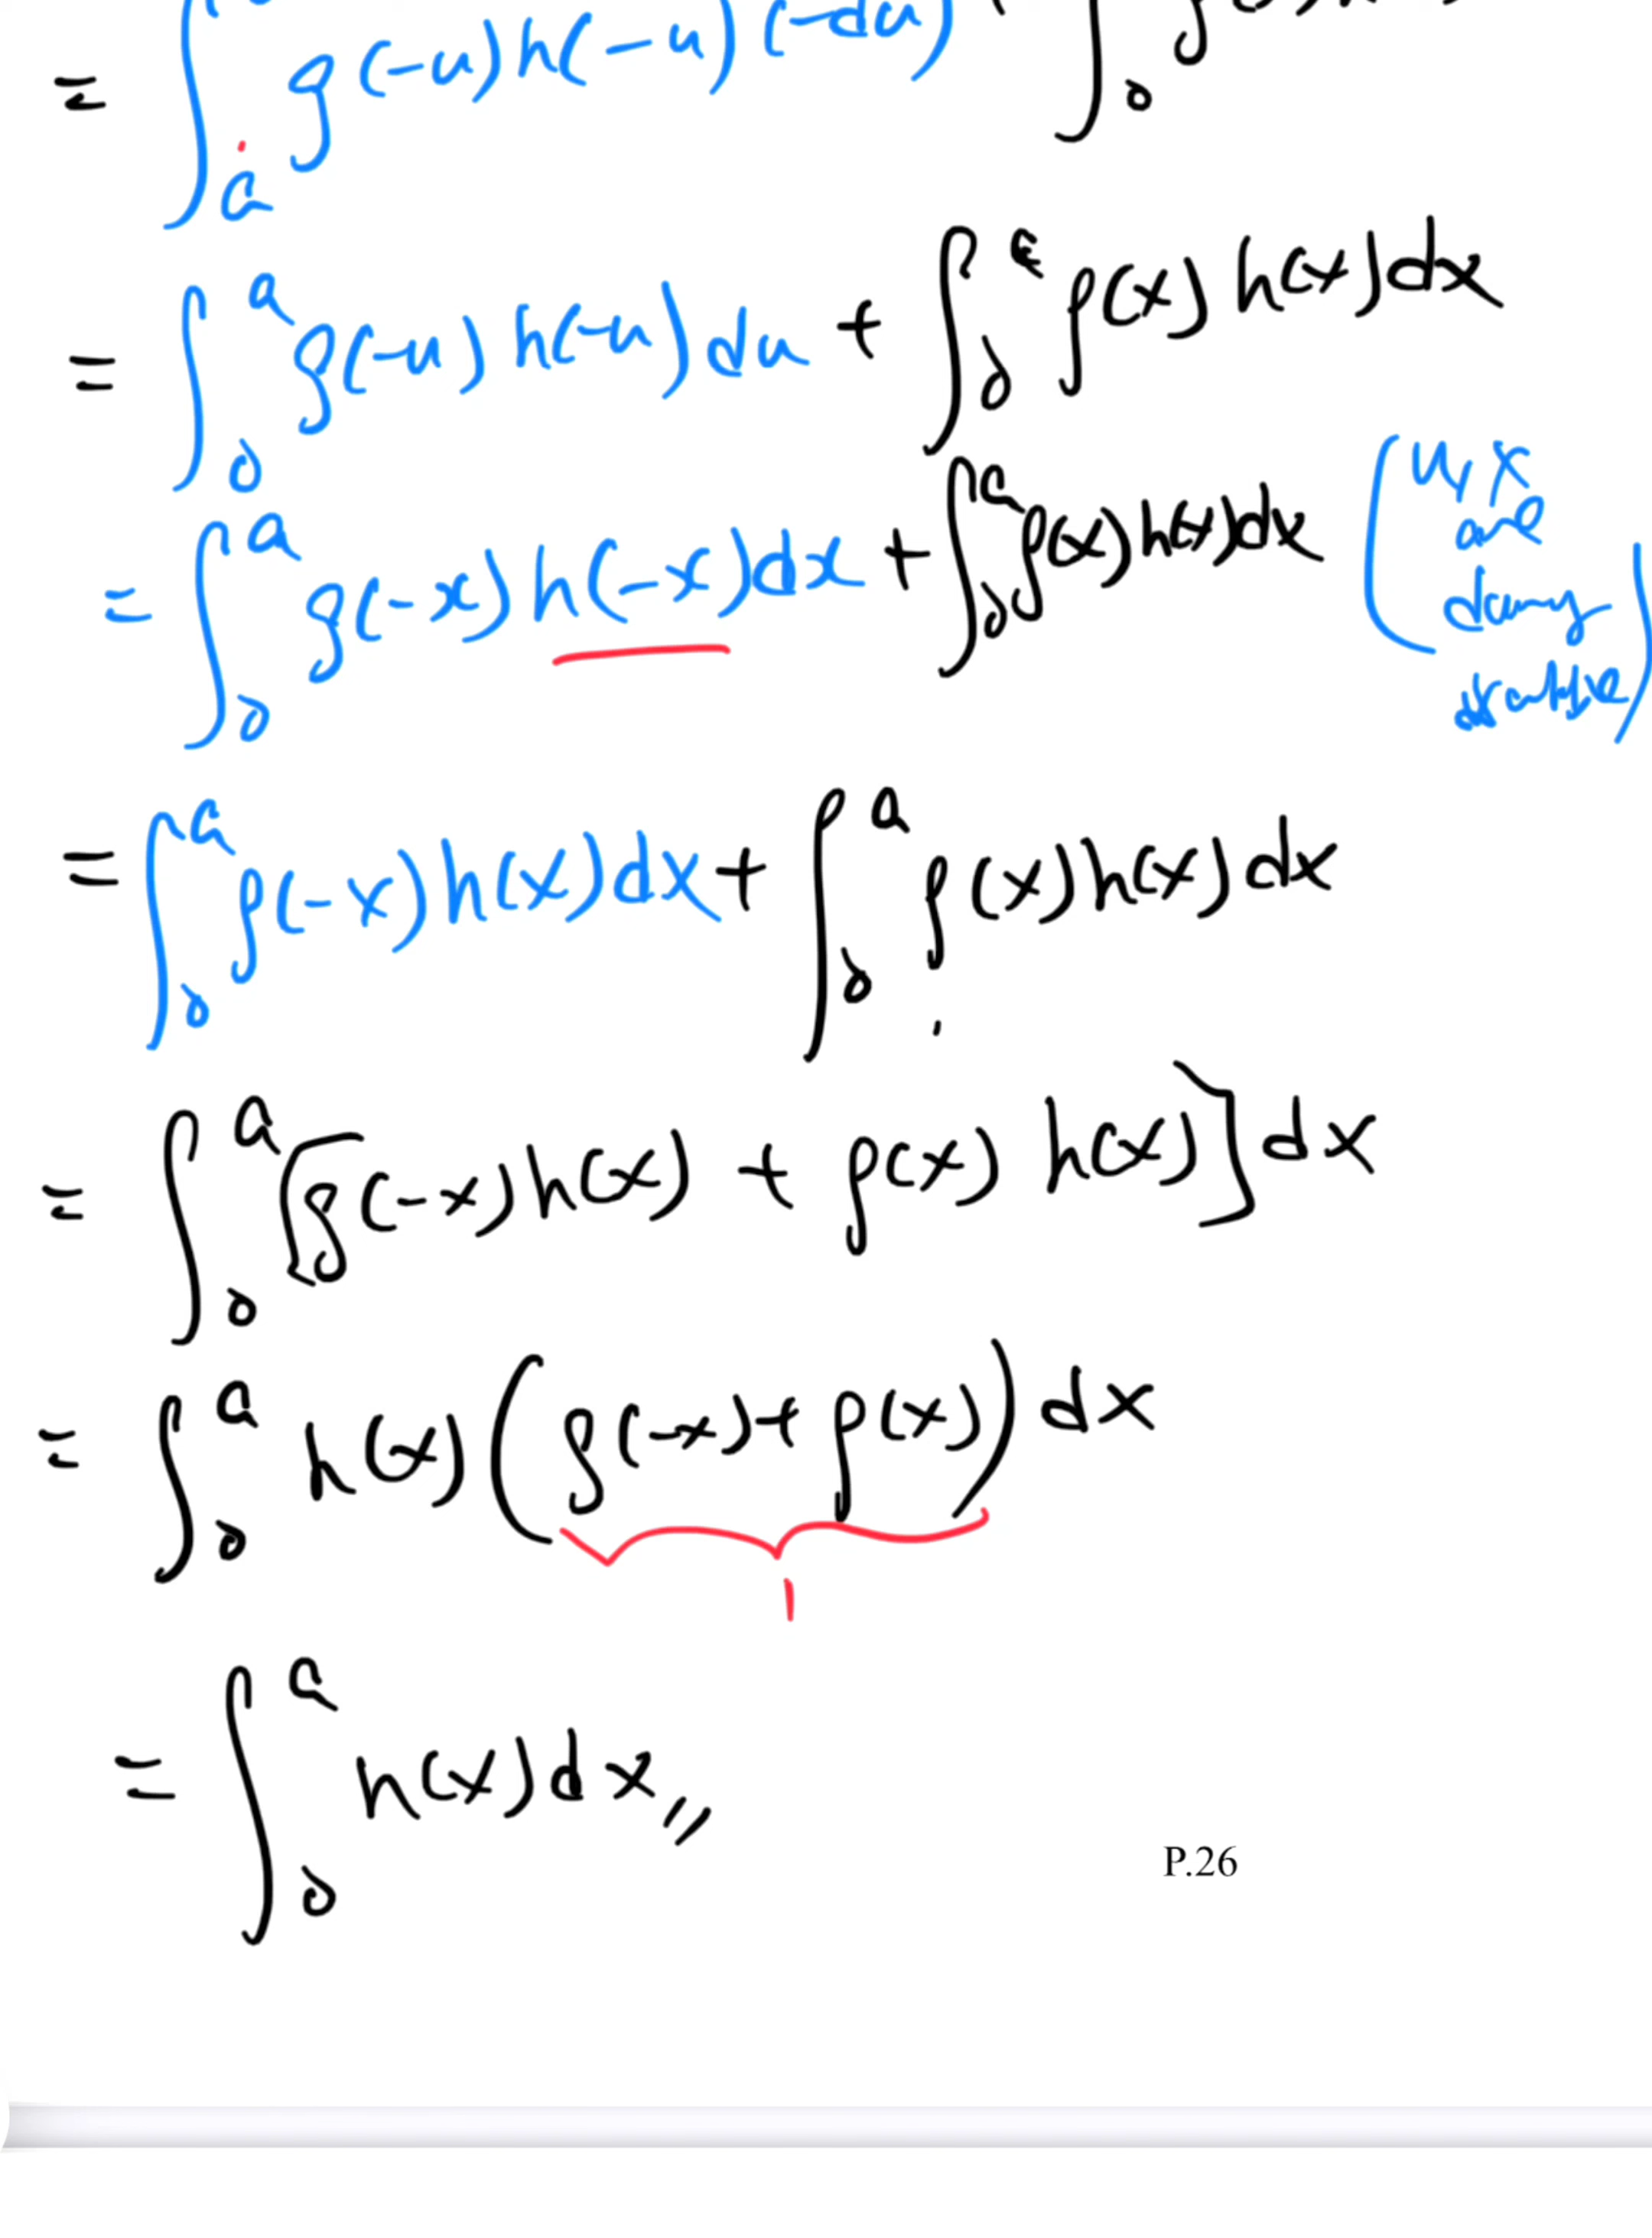 = ∫_a g(-u)h(-u)(-du) ∫_0 g
= ∫_0^a g(-u)h(-u)du + ∫_0^a g(x)h(x)dx
= ∫_0^a g(-x)h(-x)dx + ∫_0^a g(x)h(x)dx (u,x are dummy variable)
= ∫_0^a g(-x)h(x)dx + ∫_0^a g(x)h(x)dx
= ∫_0^a [g(-x)h(x) + g(x)h(x)]dx
= ∫_0^a h(x)(g(-x)+g(x))dx
1
= ∫_0^a h(x)dx //
P.26